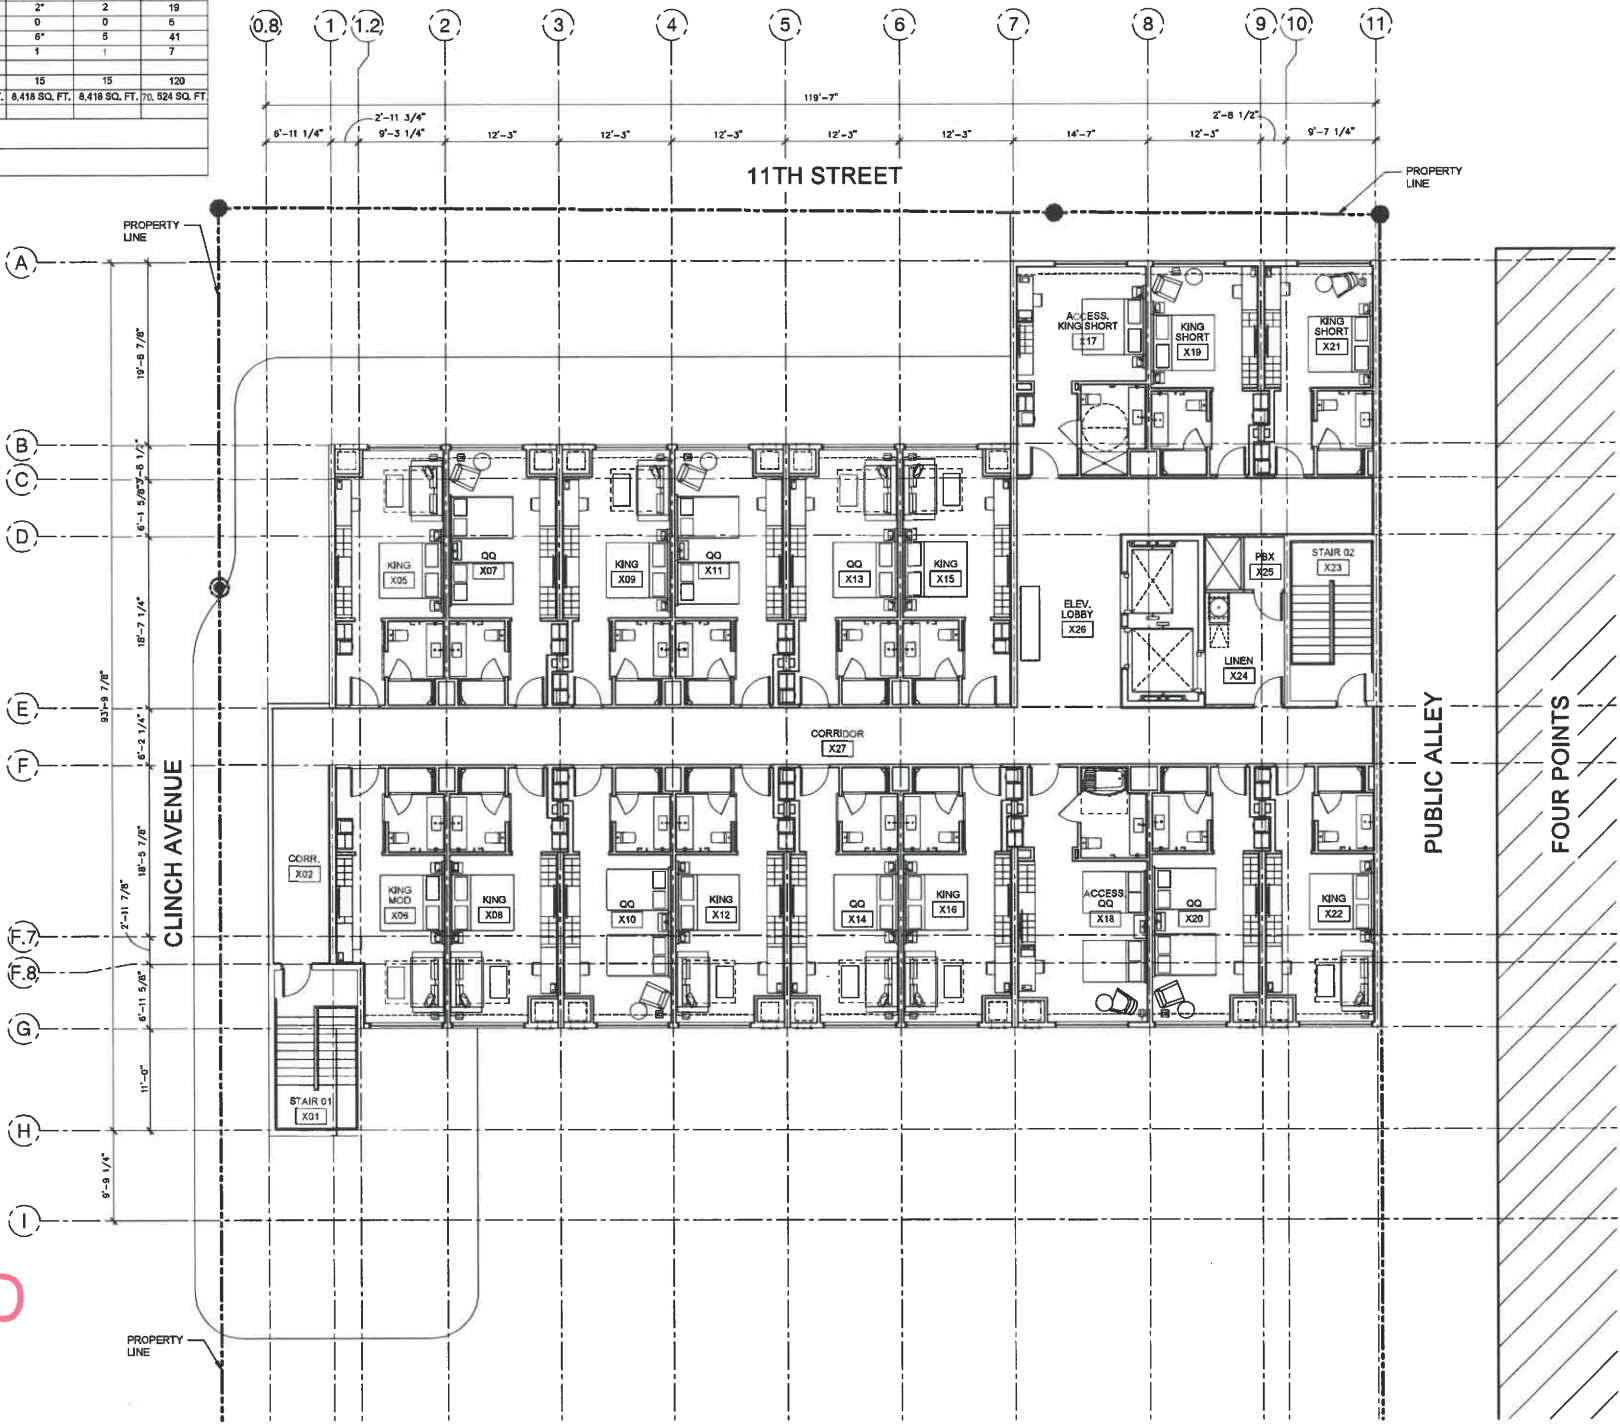 2* 2 19
0 0 5
6* 5 41
1 1 7
15 15 120
8,418 SQ. FT. 8,418 SQ. FT. 70, 524 SQ. FT.
0.8 1 1.2 2 3 4 5 6 7 8 9 10 11
119'-7"
2'-11 3/4" 2'-8 1/2"
6'-11 1/4" 9'-3 1/4" 12'-3" 12'-3" 12'-3" 12'-3" 12'-3" 14'-7" 12'-3" 9'-7 1/4"
11TH STREET
PROPERTY
LINE
PROPERTY
LINE
A
B
C
D
E
F
F.7
F.8
G
H
I
19'-8 7/8"
3'-8 1/2"
6'-1 5/8"
18'-7 1/4"
93'-9 7/8"
6'-2 1/4"
18'-5 7/8"
2'-11 7/8"
6'-11 5/8"
11'-0"
9'-9 1/4"
CLINCH AVENUE
ACCESS.
KING SHORT
X17
KING
SHORT
X19
KING
SHORT
X21
KING
X05
QQ
X07
KING
X09
QQ
X11
QQ
X13
KING
X15
ELEV.
LOBBY
X26
PBX
X25
STAIR 02
X23
LINEN
X24
CORRIDOR
X27
CORR.
X02
KING
MOD
X06
KING
X08
QQ
X10
KING
X12
QQ
X14
KING
X16
ACCESS.
QQ
X18
QQ
X20
KING
X22
STAIR 01
X01
PUBLIC ALLEY
FOUR POINTS
PROPERTY
LINE